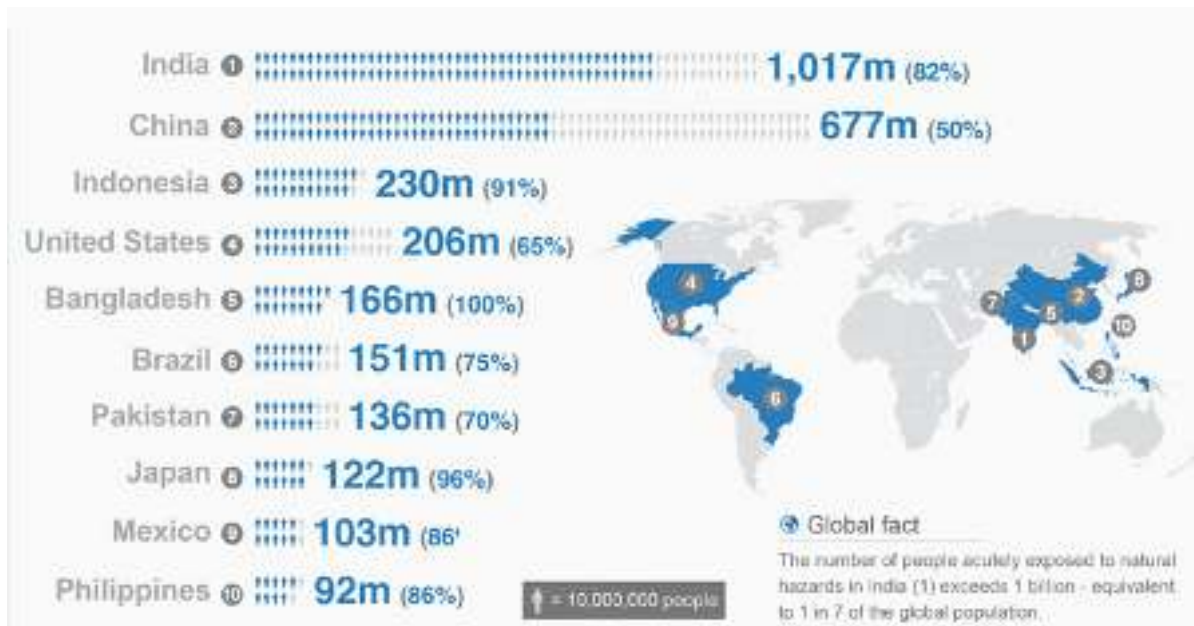 India 1 1,017m (82%)
China 2 677m (50%)
Indonesia 3 230m (91%)
United States 4 206m (65%)
Bangladesh 5 166m (100%)
Brazil 6 151m (75%)
Pakistan 7 136m (70%)
Japan 8 122m (96%)
Mexico 9 103m (86'
Philippines 10 92m (86%)
= 10,000,000 people
4
9
6
7
2
5
1
8
10
3
Global fact
The number of people acutely exposed to natural
hazards in India (1) exceeds 1 billion - equivalent
to 1 in 7 of the global population.